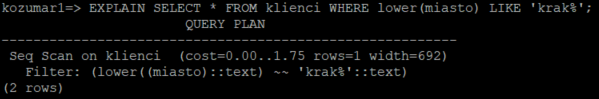 kozumar1=> EXPLAIN SELECT * FROM klienci WHERE lower(miasto) LIKE 'krak%';
QUERY PLAN
---------------------------------------------------------
Seq Scan on klienci  (cost=0.00..1.75 rows=1 width=692)
Filter: (lower((miasto)::text) ~~ 'krak%'::text)
(2 rows)